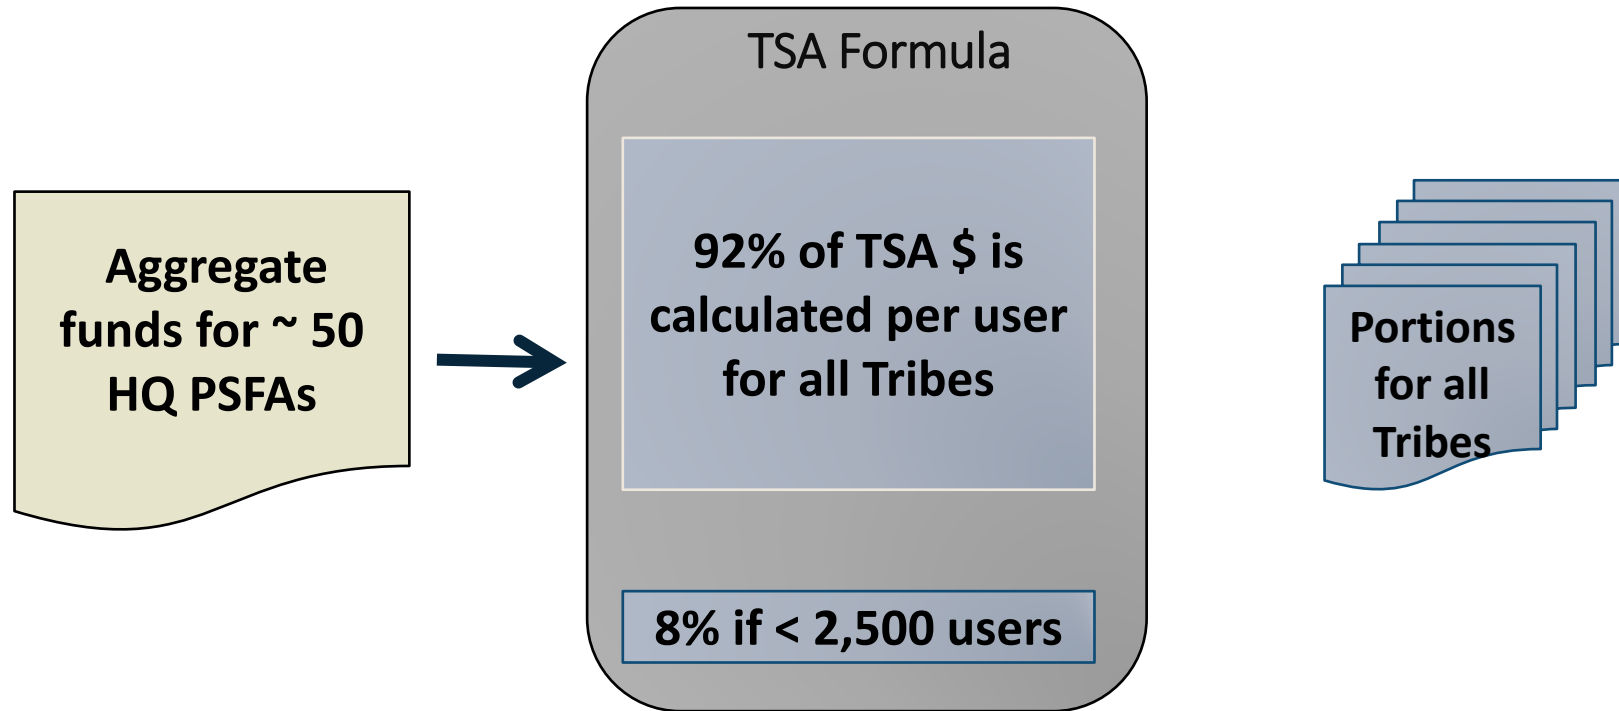 TSA Formula
Aggregate
funds for ~ 50
HQ PSFAs
92% of TSA $ is
calculated per user
for all Tribes
8% if < 2,500 users
Portions
for all
Tribes